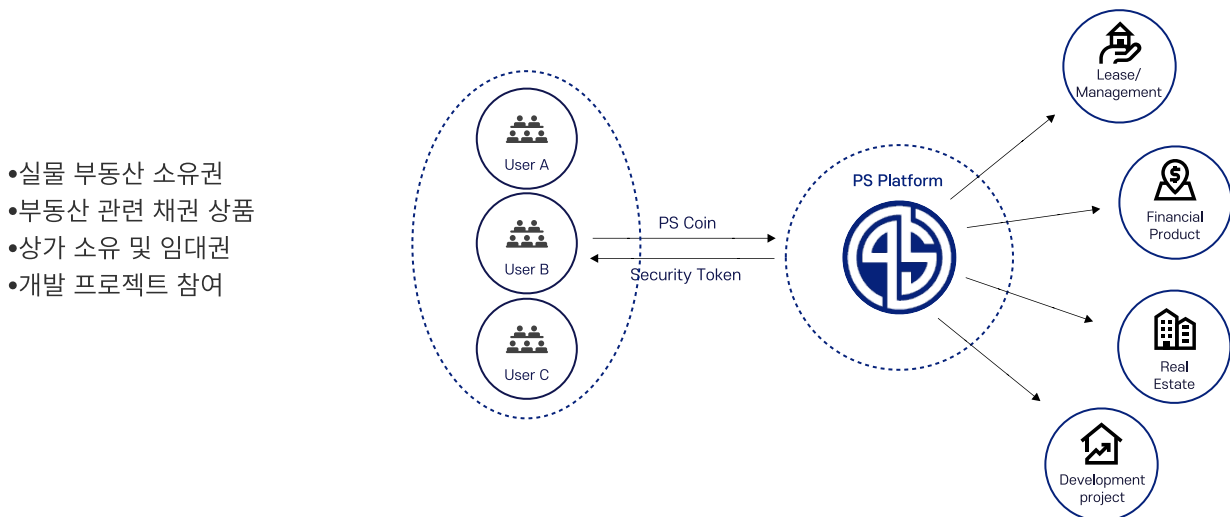 •실물 부동산 소유권
•부동산 관련 채권 상품
•상가 소유 및 임대권
•개발 프로젝트 참여
User A
User B
User C
PS Coin
Security Token
PS Platform
PS
Lease/
Management
Financial
Product
Real
Estate
Development
project